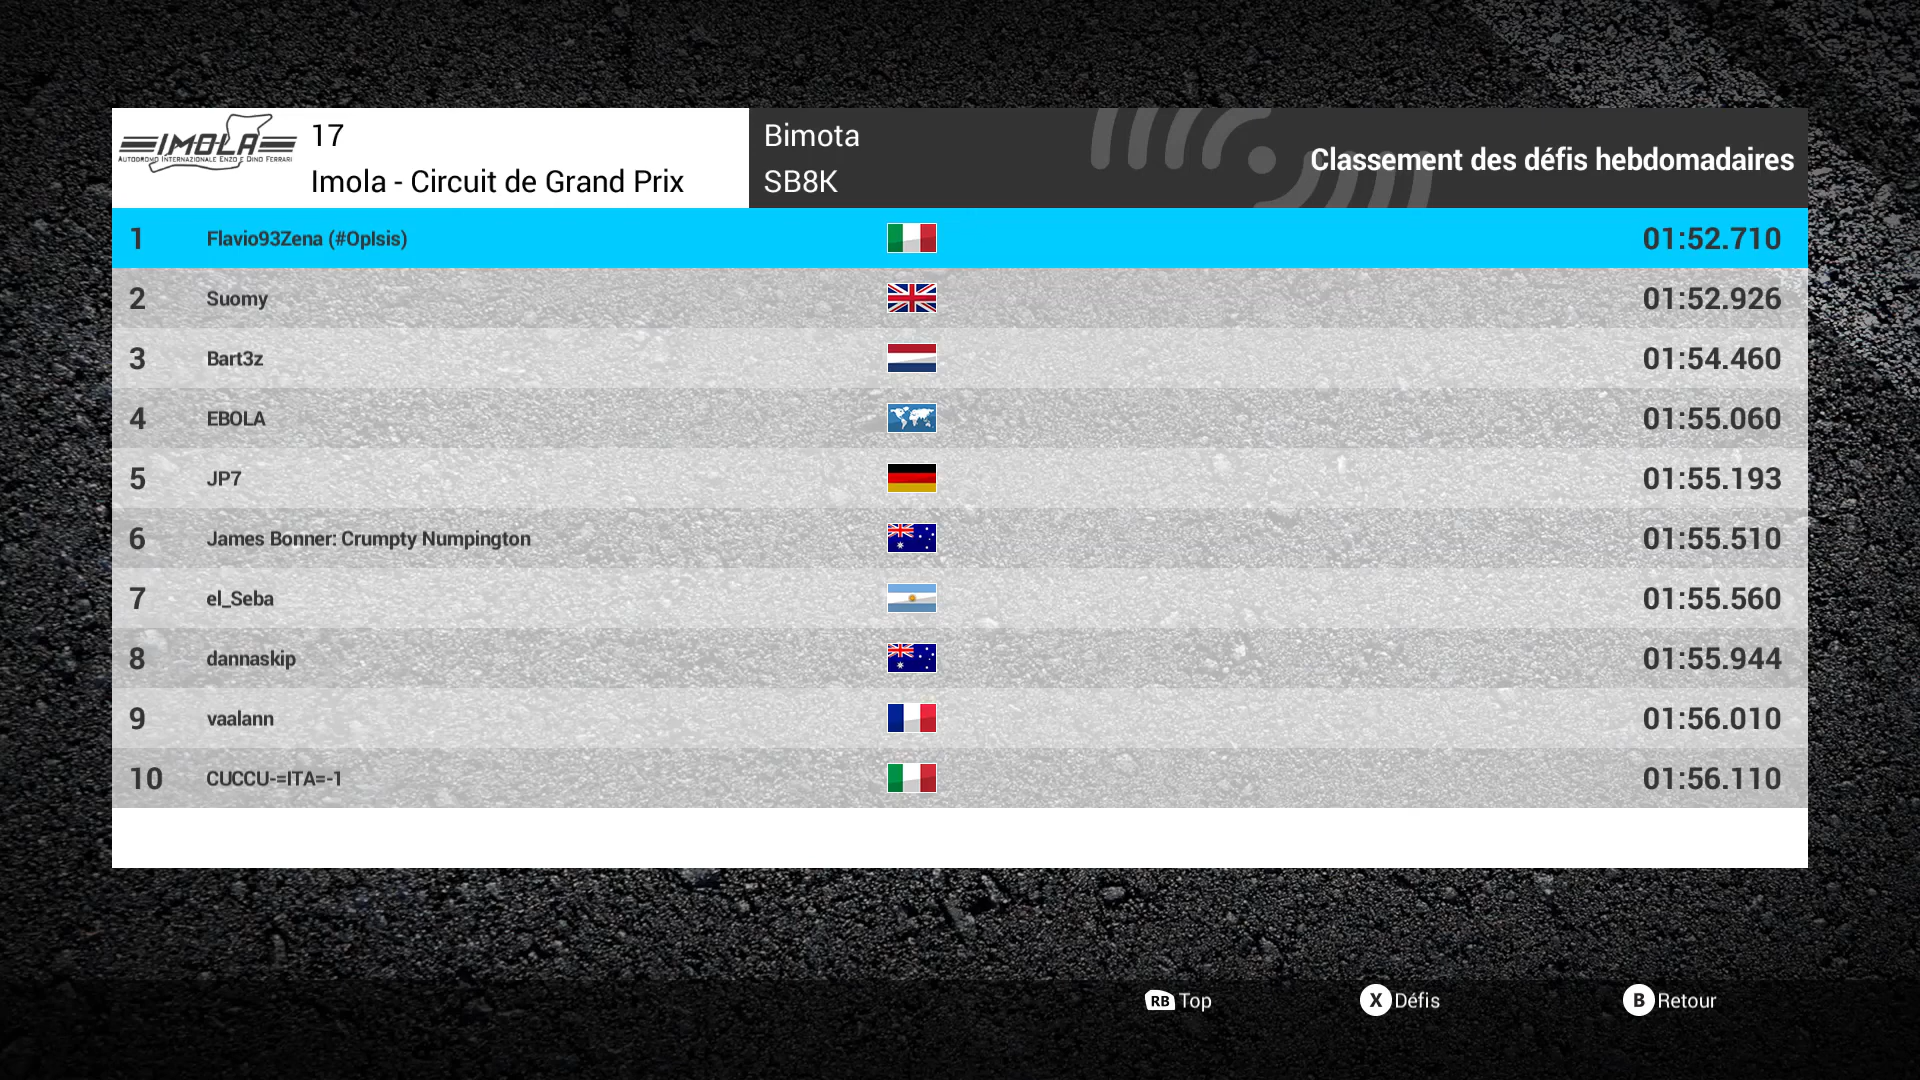 IMOLA
AUTODROMO INTERNAZIONALE ENZO E DINO FERRARI
17
Imola - Circuit de Grand Prix
Bimota
SB8K
Classement des défis hebdomadaires
1 Flavio93Zena (#OpIsis) 01:52.710
2 Suomy 01:52.926
3 Bart3z 01:54.460
4 EBOLA 01:55.060
5 JP7 01:55.193
6 James Bonner: Crumpty Numpington 01:55.510
7 el_Seba 01:55.560
8 dannaskip 01:55.944
9 vaalann 01:56.010
10 CUCCU-=ITA=-1 01:56.110
RB Top X Défis B Retour